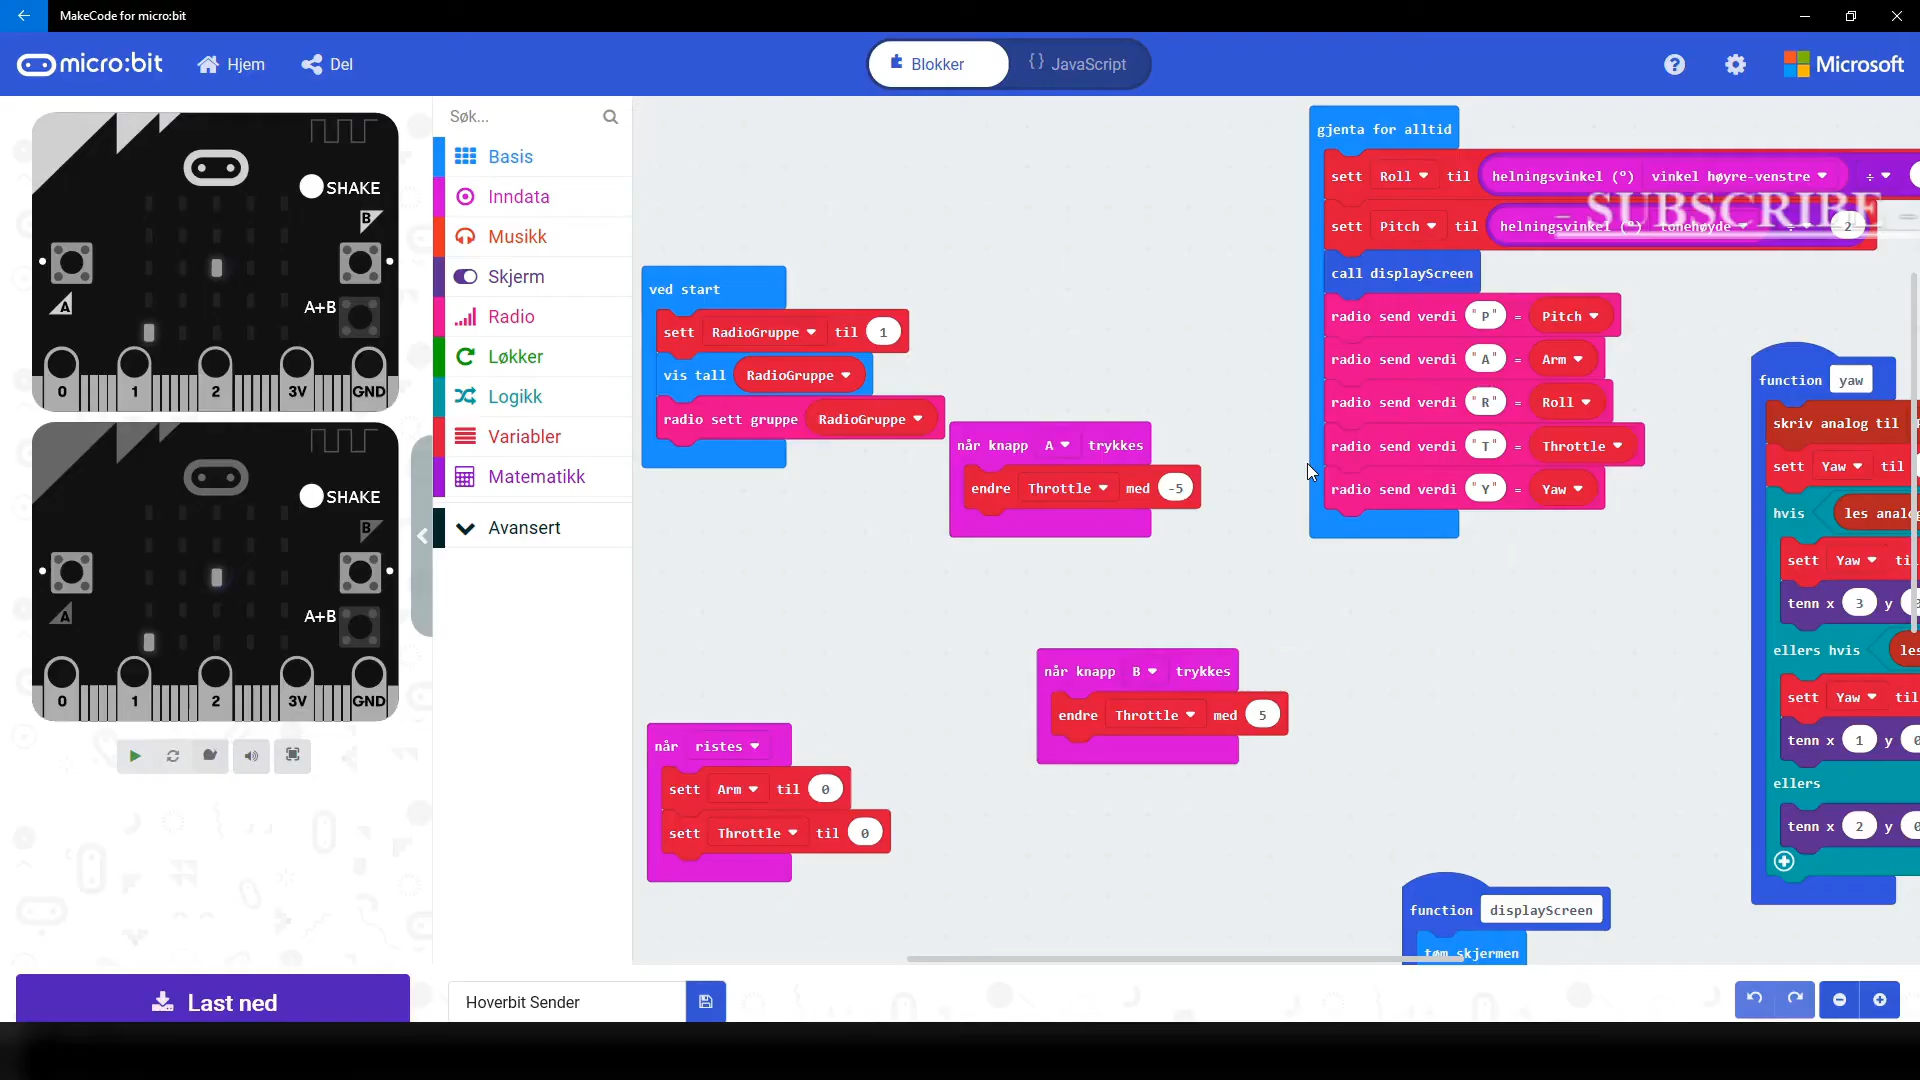 MakeCode for micro:bit
micro:bit
Hjem
Del
Blokker
{} JavaScript
Microsoft
SHAKE
B
A
A+B
0
1
2
3V
GND
SHAKE
B
A
A+B
0
1
2
3V
GND
Last ned
Søk...
Basis
Inndata
Musikk
Skjerm
Radio
Løkker
Logikk
Variabler
Matematikk
Avansert
ved start
sett RadioGruppe til 1
vis tall RadioGruppe
radio sett gruppe RadioGruppe
når knapp A trykkes
endre Throttle med -5
når knapp B trykkes
endre Throttle med 5
når ristes
sett Arm til 0
sett Throttle til 0
gjenta for alltid
sett Roll til helningsvinkel (°) vinkel høyre-venstre ÷
SUBSCRIBE
sett Pitch til helningsvinkel (°) tonehøyde ÷ 2
call displayScreen
radio send verdi "P" = Pitch
radio send verdi "A" = Arm
radio send verdi "R" = Roll
radio send verdi "T" = Throttle
radio send verdi "Y" = Yaw
function yaw
skriv analog til
sett Yaw til
hvis les analog
sett Yaw til
tenn x 3 y
ellers hvis les
sett Yaw til
tenn x 1 y 0
ellers
tenn x 2 y 0
function displayScreen
tøm skjermen
Hoverbit Sender